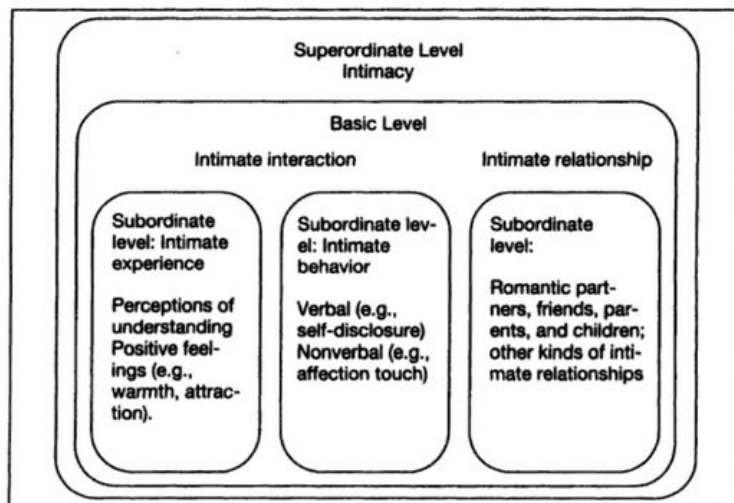 Superordinate Level
Intimacy
Basic Level
Intimate interaction
Intimate relationship
Subordinate
level: Intimate
experience
Perceptions of
understanding
Positive feel-
ings (e.g.,
warmth, attrac-
tion).
Subordinate lev-
el: Intimate
behavior
Verbal (e.g.,
self-disclosure)
Nonverbal (e.g.,
affection touch)
Subordinate
level:
Romantic part-
ners, friends, par-
ents, and children;
other kinds of inti-
mate relationships